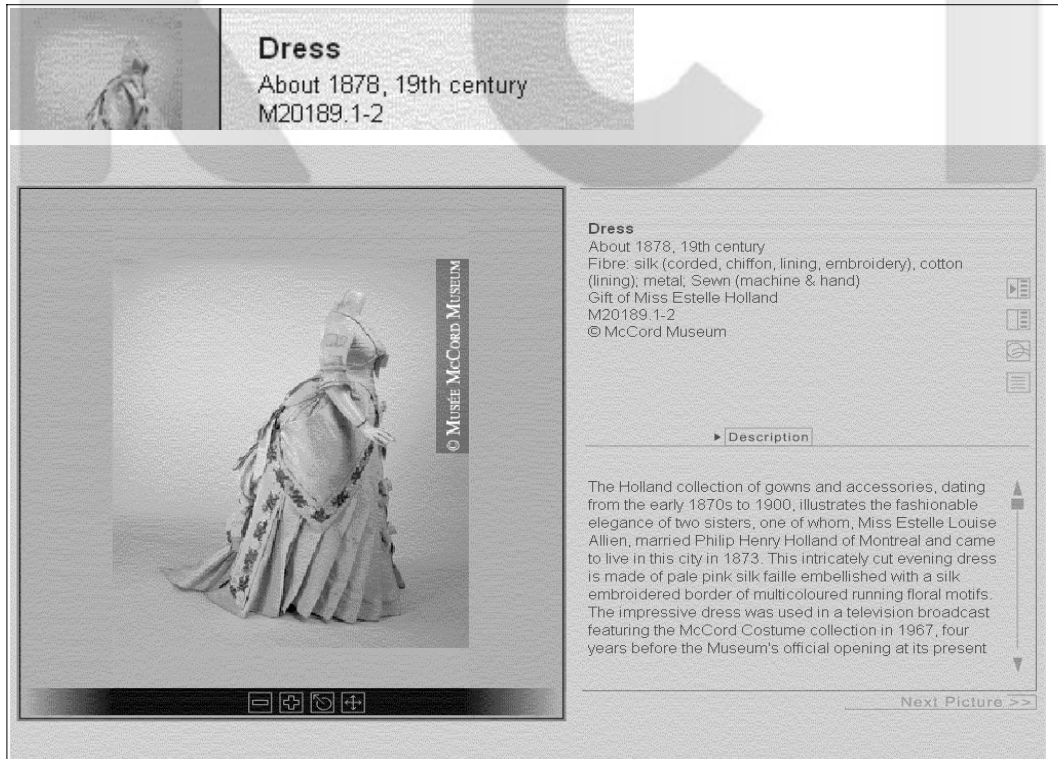 Dress
About 1878, 19th century
M20189.1-2
© MUSÉE MCCORD MUSEUM
Dress
About 1878, 19th century
Fibre: silk (corded, chiffon, lining, embroidery), cotton
(lining); metal; Sewn (machine & hand)
Gift of Miss Estelle Holland
M20189.1-2
© McCord Museum
Description
The Holland collection of gowns and accessories, dating
from the early 1870s to 1900, illustrates the fashionable
elegance of two sisters, one of whom, Miss Estelle Louise
Allien, married Philip Henry Holland of Montreal and came
to live in this city in 1873. This intricately cut evening dress
is made of pale pink silk faille embellished with a silk
embroidered border of multicoloured running floral motifs.
The impressive dress was used in a television broadcast
featuring the McCord Costume collection in 1967, four
years before the Museum's official opening at its present
Next Picture >>